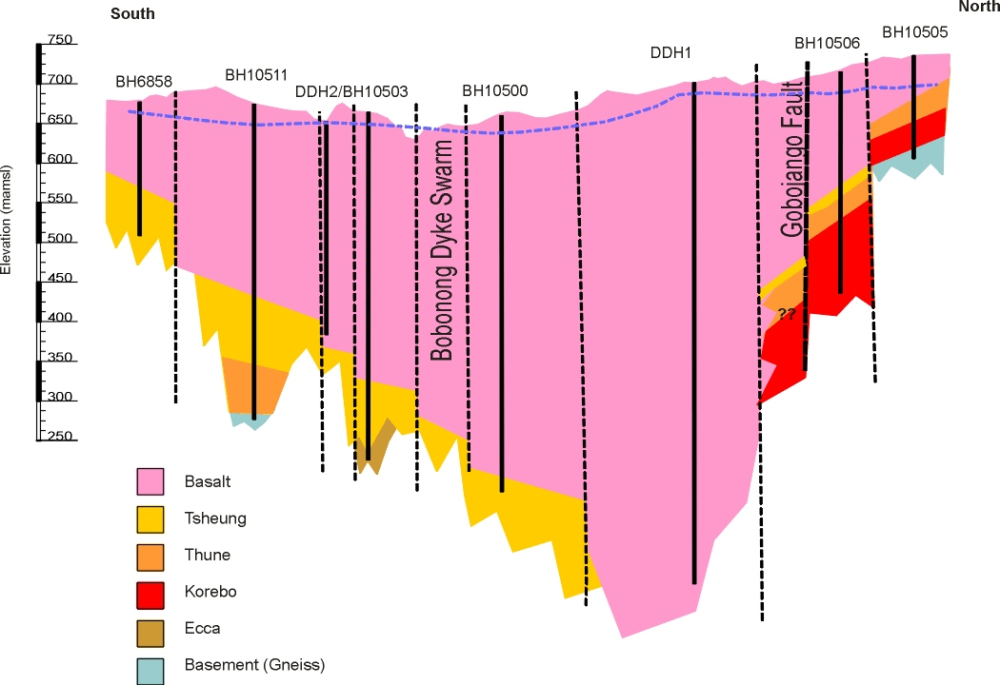 South
North
BH10505
BH10506
DDH1
BH10511
BH6858
DDH2/BH10503
BH10500
750
700
650
600
550
500
450
400
350
300
250
Elevation (mamsl)
Bobonong Dyke Swarm
Gobojango Fault
??
Basalt
Tsheung
Thune
Korebo
Ecca
Basement (Gneiss)